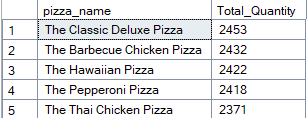 pizza_name Total_Quantity
1 The Classic Deluxe Pizza 2453
2 The Barbecue Chicken Pizza 2432
3 The Hawaiian Pizza 2422
4 The Pepperoni Pizza 2418
5 The Thai Chicken Pizza 2371